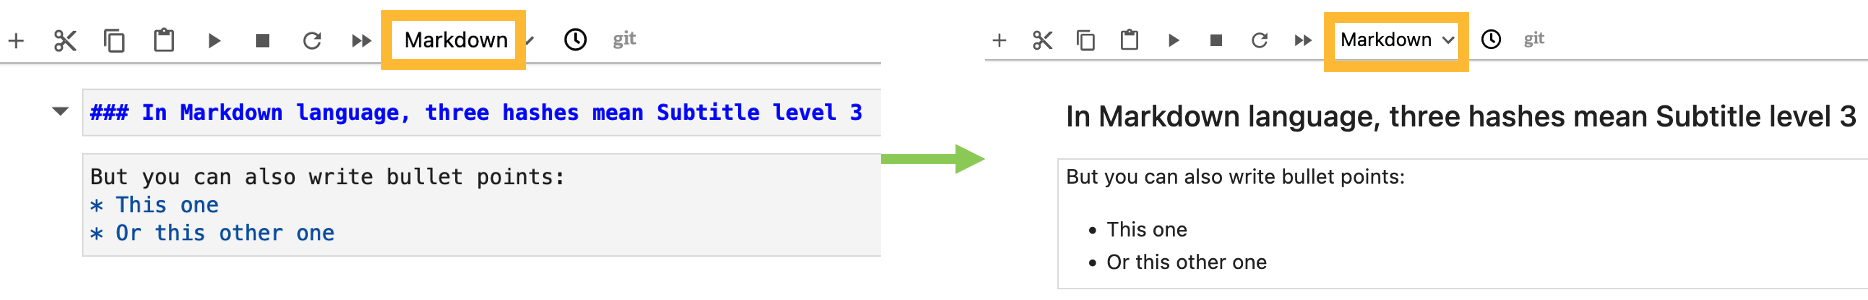 Markdown git
### In Markdown language, three hashes mean Subtitle level 3
But you can also write bullet points:
* This one
* Or this other one
Markdown git
In Markdown language, three hashes mean Subtitle level 3
But you can also write bullet points:
• This one
• Or this other one